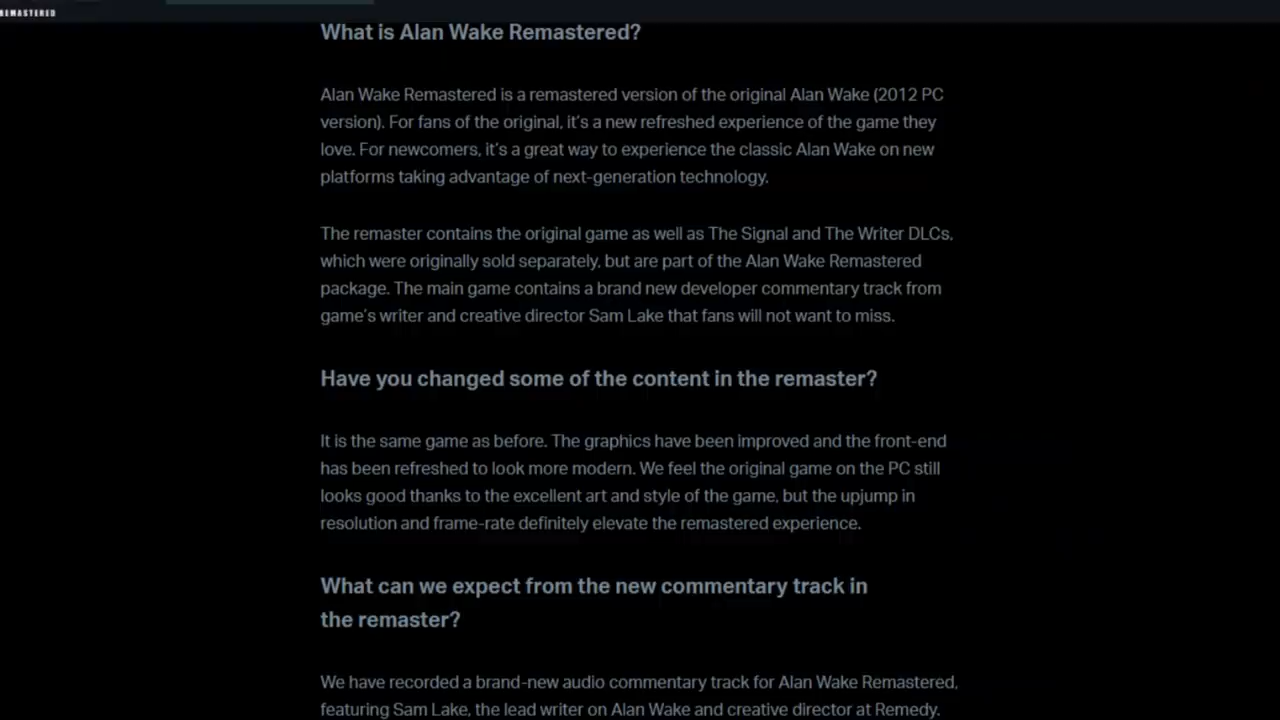 REMASTERED
What is Alan Wake Remastered?
Alan Wake Remastered is a remastered version of the original Alan Wake (2012 PC
version). For fans of the original, it's a new refreshed experience of the game they
love. For newcomers, it's a great way to experience the classic Alan Wake on new
platforms taking advantage of next-generation technology.
The remaster contains the original game as well as The Signal and The Writer DLCs,
which were originally sold separately, but are part of the Alan Wake Remastered
package. The main game contains a brand new developer commentary track from
game's writer and creative director Sam Lake that fans will not want to miss.
Have you changed some of the content in the remaster?
It is the same game as before. The graphics have been improved and the front-end
has been refreshed to look more modern. We feel the original game on the PC still
looks good thanks to the excellent art and style of the game, but the upjump in
resolution and frame-rate definitely elevate the remastered experience.
What can we expect from the new commentary track in
the remaster?
We have recorded a brand-new audio commentary track for Alan Wake Remastered,
featuring Sam Lake, the lead writer on Alan Wake and creative director at Remedy.